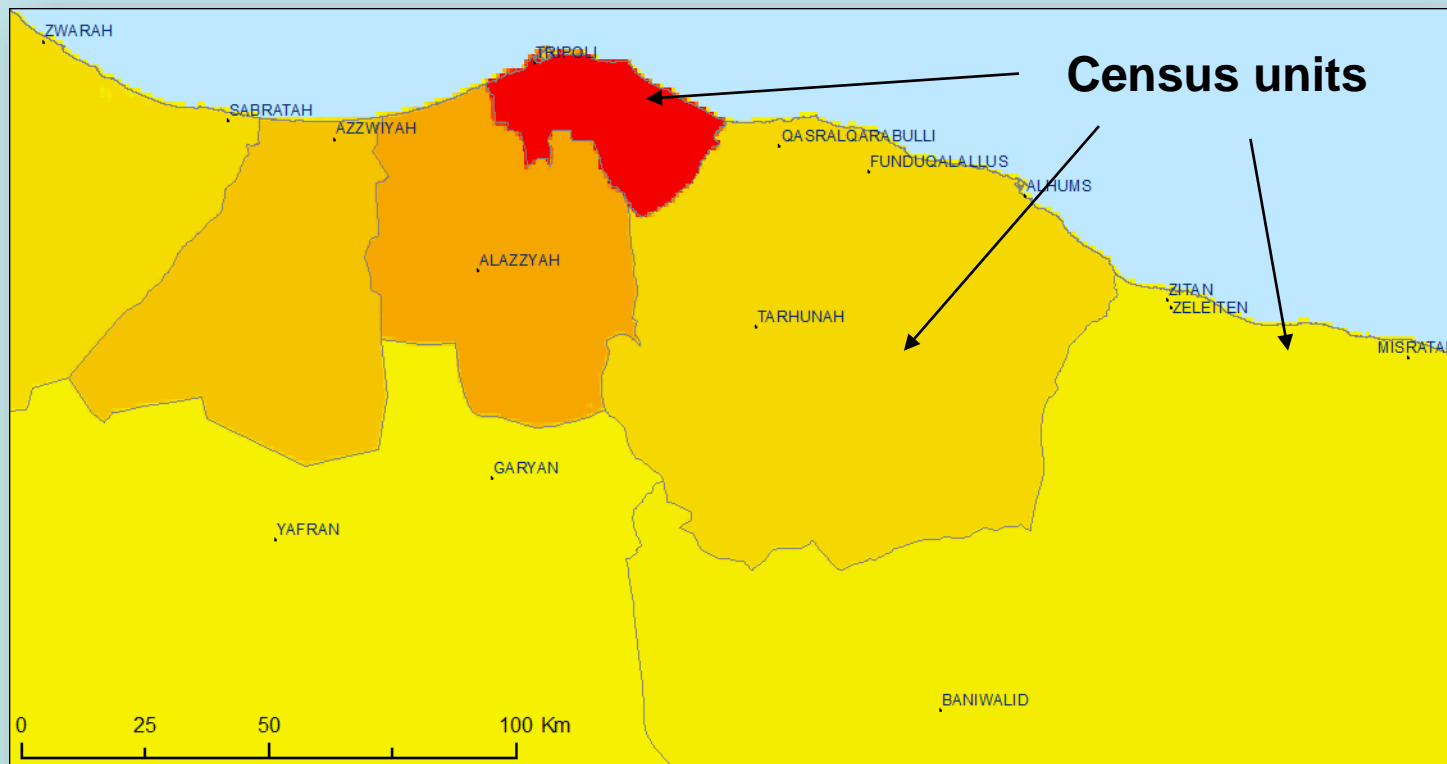 ZWARAH
TRIPOLI
Census units
SABRATAH
AZZWIYAH
QASRALQARABULLI
FUNDUQALALLUS
ALHUMS
ALAZZYAH
ZITAN
ZELEITEN
TARHUNAH
MISRATAH
GARYAN
YAFRAN
BANIWALID
0 25 50 100 Km